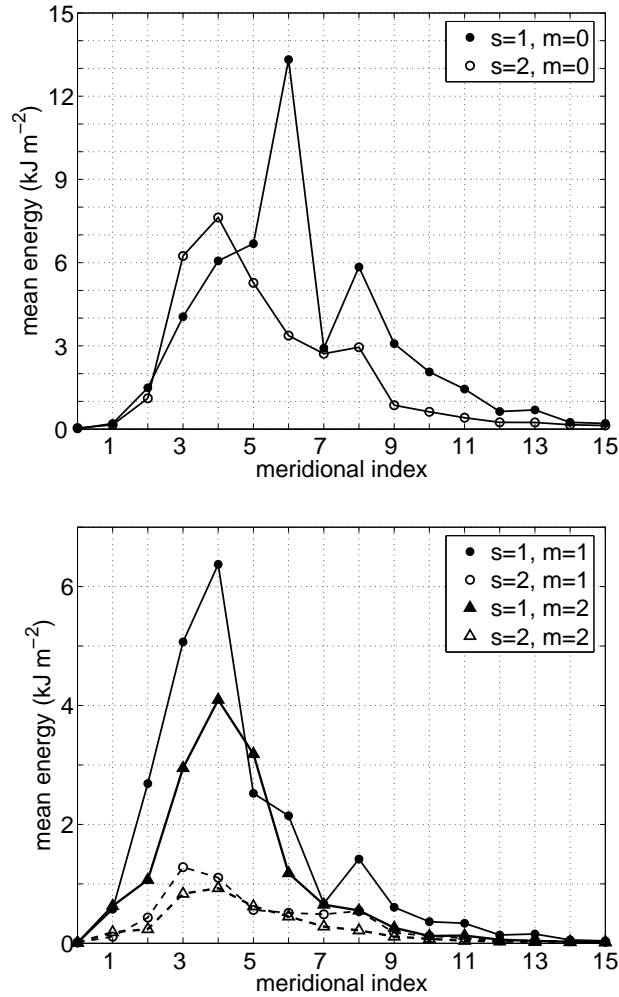 15
12
9
6
3
0
mean energy (kJ m−2)
s=1, m=0
s=2, m=0
1 3 5 7 9 11 13 15
meridional index
6
4
2
0
mean energy (kJ m−2)
s=1, m=1
s=2, m=1
s=1, m=2
s=2, m=2
1 3 5 7 9 11 13 15
meridional index